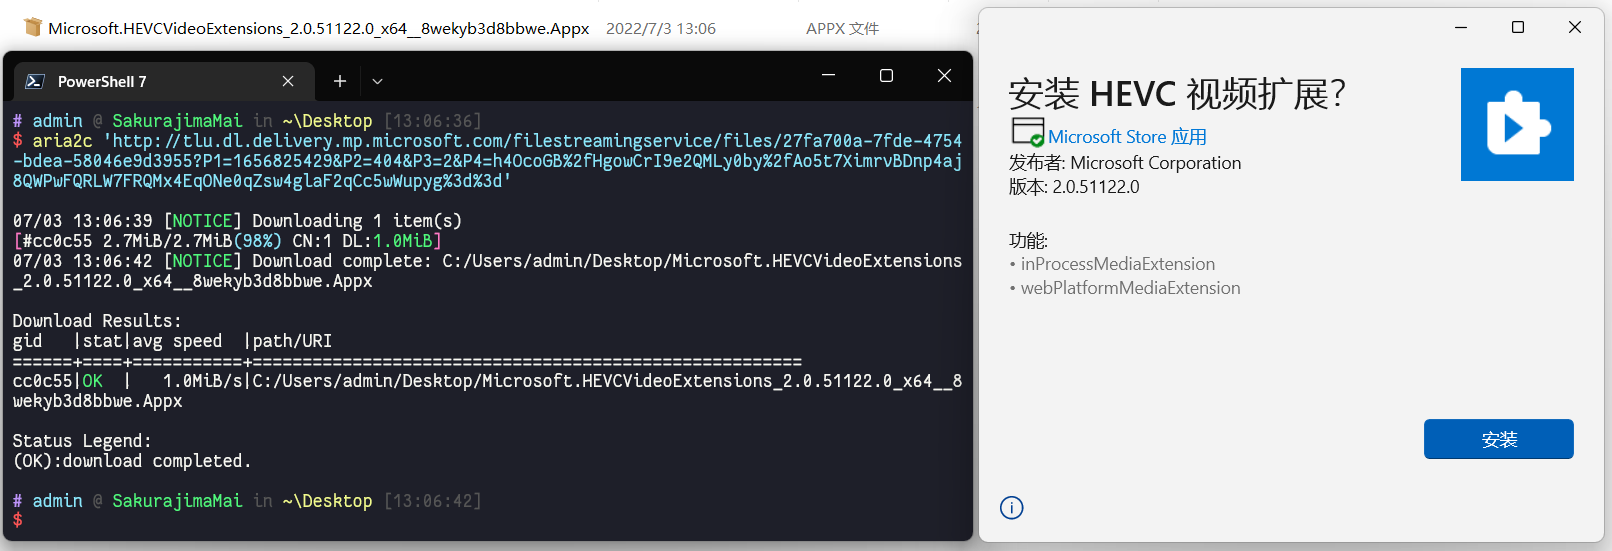 Microsoft.HEVCVideoExtensions_2.0.51122.0_x64__8wekyb3d8bbwe.Appx 2022/7/3 13:06 APPX 文件
PowerShell 7
# admin @ SakurajimaMai in ~\Desktop [13:06:36]
$ aria2c 'http://tlu.dl.delivery.mp.microsoft.com/filestreamingservice/files/27fa700a-7fde-4754
-bdea-58046e9d3955?P1=1656825429&P2=404&P3=2&P4=h4OcoGB%2fHgowCrI9e2QMLy0by%2fAo5t7XimrvBDnp4aj
8QWPwFQRLW7FRQMx4EqONe0qZsw4glaF2qCc5wWupyg%3d%3d'
07/03 13:06:39 [NOTICE] Downloading 1 item(s)
[#cc0c55 2.7MiB/2.7MiB(98%) CN:1 DL:1.0MiB]
07/03 13:06:42 [NOTICE] Download complete: C:/Users/admin/Desktop/Microsoft.HEVCVideoExtensions
_2.0.51122.0_x64__8wekyb3d8bbwe.Appx
Download Results:
gid   |stat|avg speed  |path/URI
======+====+===========+=======================================================
cc0c55|OK  |   1.0MiB/s|C:/Users/admin/Desktop/Microsoft.HEVCVideoExtensions_2.0.51122.0_x64__8
wekyb3d8bbwe.Appx
Status Legend:
(OK):download completed.
# admin @ SakurajimaMai in ~\Desktop [13:06:42]
$
安装 HEVC 视频扩展?
Microsoft Store 应用
发布者: Microsoft Corporation
版本: 2.0.51122.0
功能:
• inProcessMediaExtension
• webPlatformMediaExtension
安装